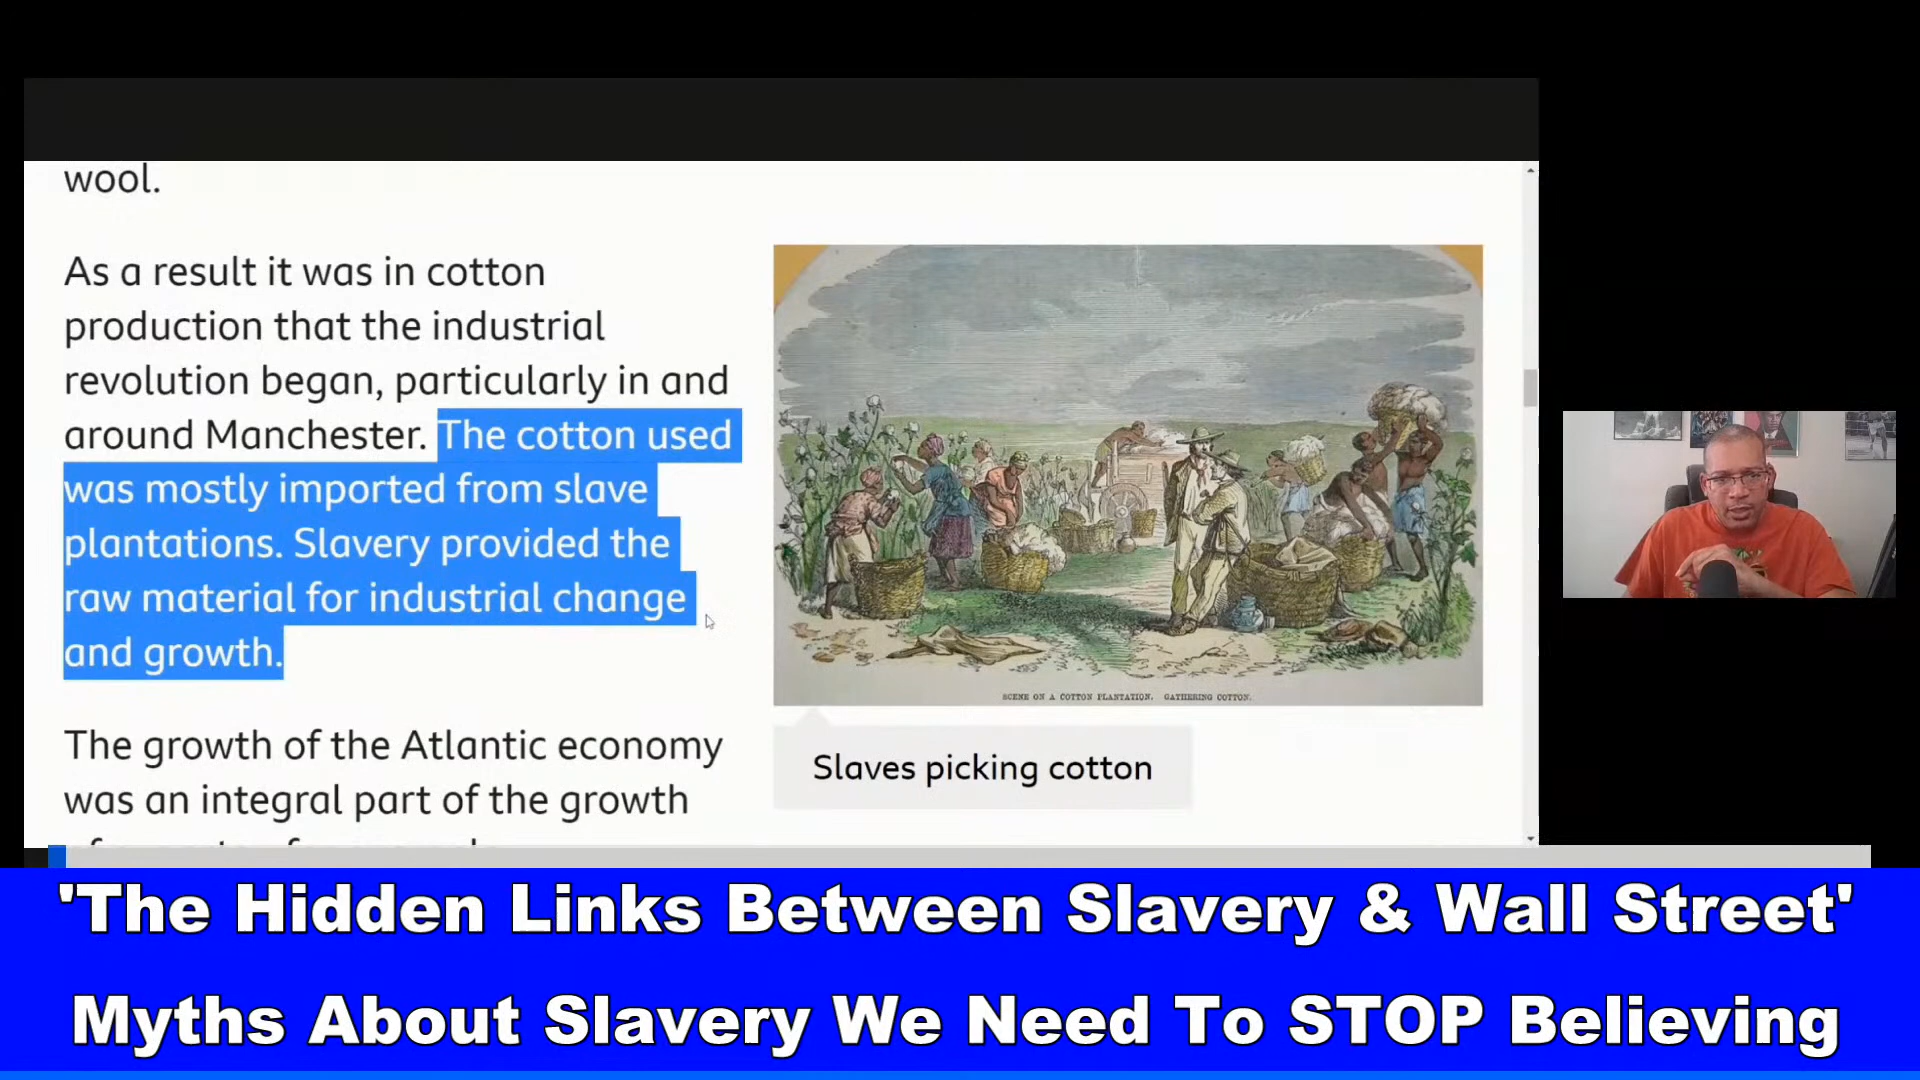 wool.
As a result it was in cotton
production that the industrial
revolution began, particularly in and
around Manchester. The cotton used
was mostly imported from slave
plantations. Slavery provided the
raw material for industrial change
and growth.
The growth of the Atlantic economy
was an integral part of the growth
SCENE ON A COTTON PLANTATION. GATHERING COTTON.
Slaves picking cotton
'The Hidden Links Between Slavery & Wall Street'
Myths About Slavery We Need To STOP Believing